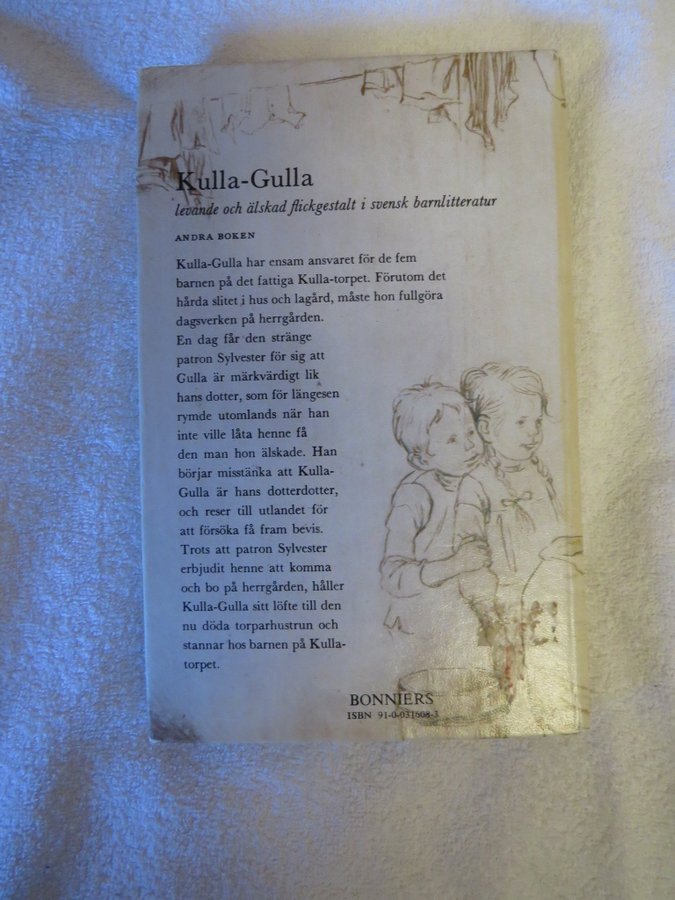 Kulla-Gulla
levande och älskad flickgestalt i svensk barnlitteratur
ANDRA BOKEN
Kulla-Gulla har ensam ansvaret för de fem
barnen på det fattiga Kulla-torpet. Förutom det
hårda slitet i hus och lagård, måste hon fullgöra
dagsverken på herrgården.
En dag får den stränge
patron Sylvester för sig att
Gulla är märkvärdigt lik
hans dotter, som för längesen
rymde utomlands när han
inte ville låta henne få
den man hon älskade. Han
börjar misstänka att Kulla-
Gulla är hans dotterdotter,
och reser till utlandet för
att försöka få fram bevis.
Trots att patron Sylvester
erbjudit henne att komma
och bo på herrgården, håller
Kulla-Gulla sitt löfte till den
nu döda torparhustrun och
stannar hos barnen på Kulla-
torpet.
BONNIERS
ISBN 91-0-031608-3